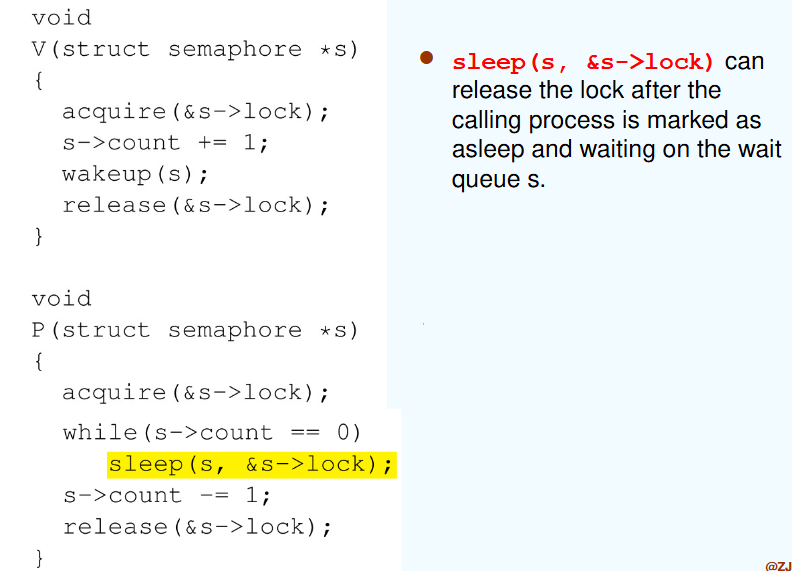 void
V(struct semaphore *s)
{
acquire(&s->lock);
s->count += 1;
wakeup(s);
release(&s->lock);
}
void
P(struct semaphore *s)
{
acquire(&s->lock);
while(s->count == 0)
sleep(s, &s->lock);
s->count -= 1;
release(&s->lock);
}
sleep(s, &s->lock) can
release the lock after the
calling process is marked as
asleep and waiting on the wait
queue s.
@ZJ